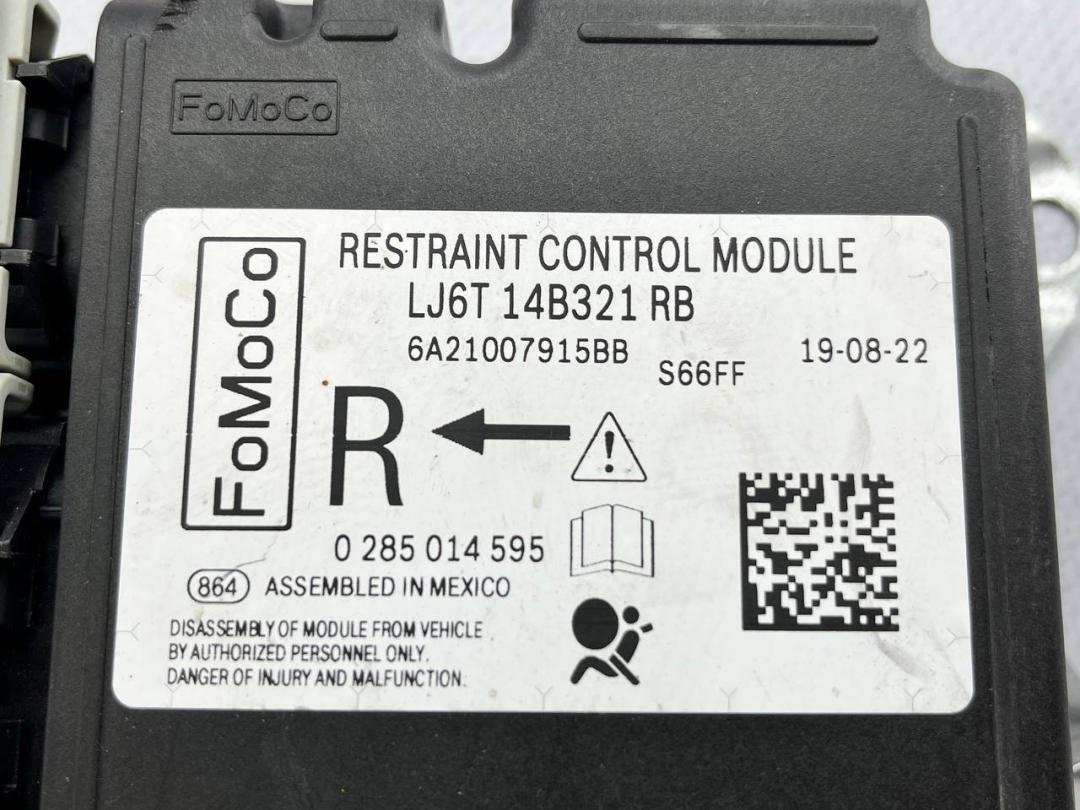 FoMoCo
FoMoCo
RESTRAINT CONTROL MODULE
LJ6T 14B321 RB
6A21007915BB
S66FF
19-08-22
R
0 285 014 595
864 ASSEMBLED IN MEXICO
DISASSEMBLY OF MODULE FROM VEHICLE
BY AUTHORIZED PERSONNEL ONLY.
DANGER OF INJURY AND MALFUNCTION.